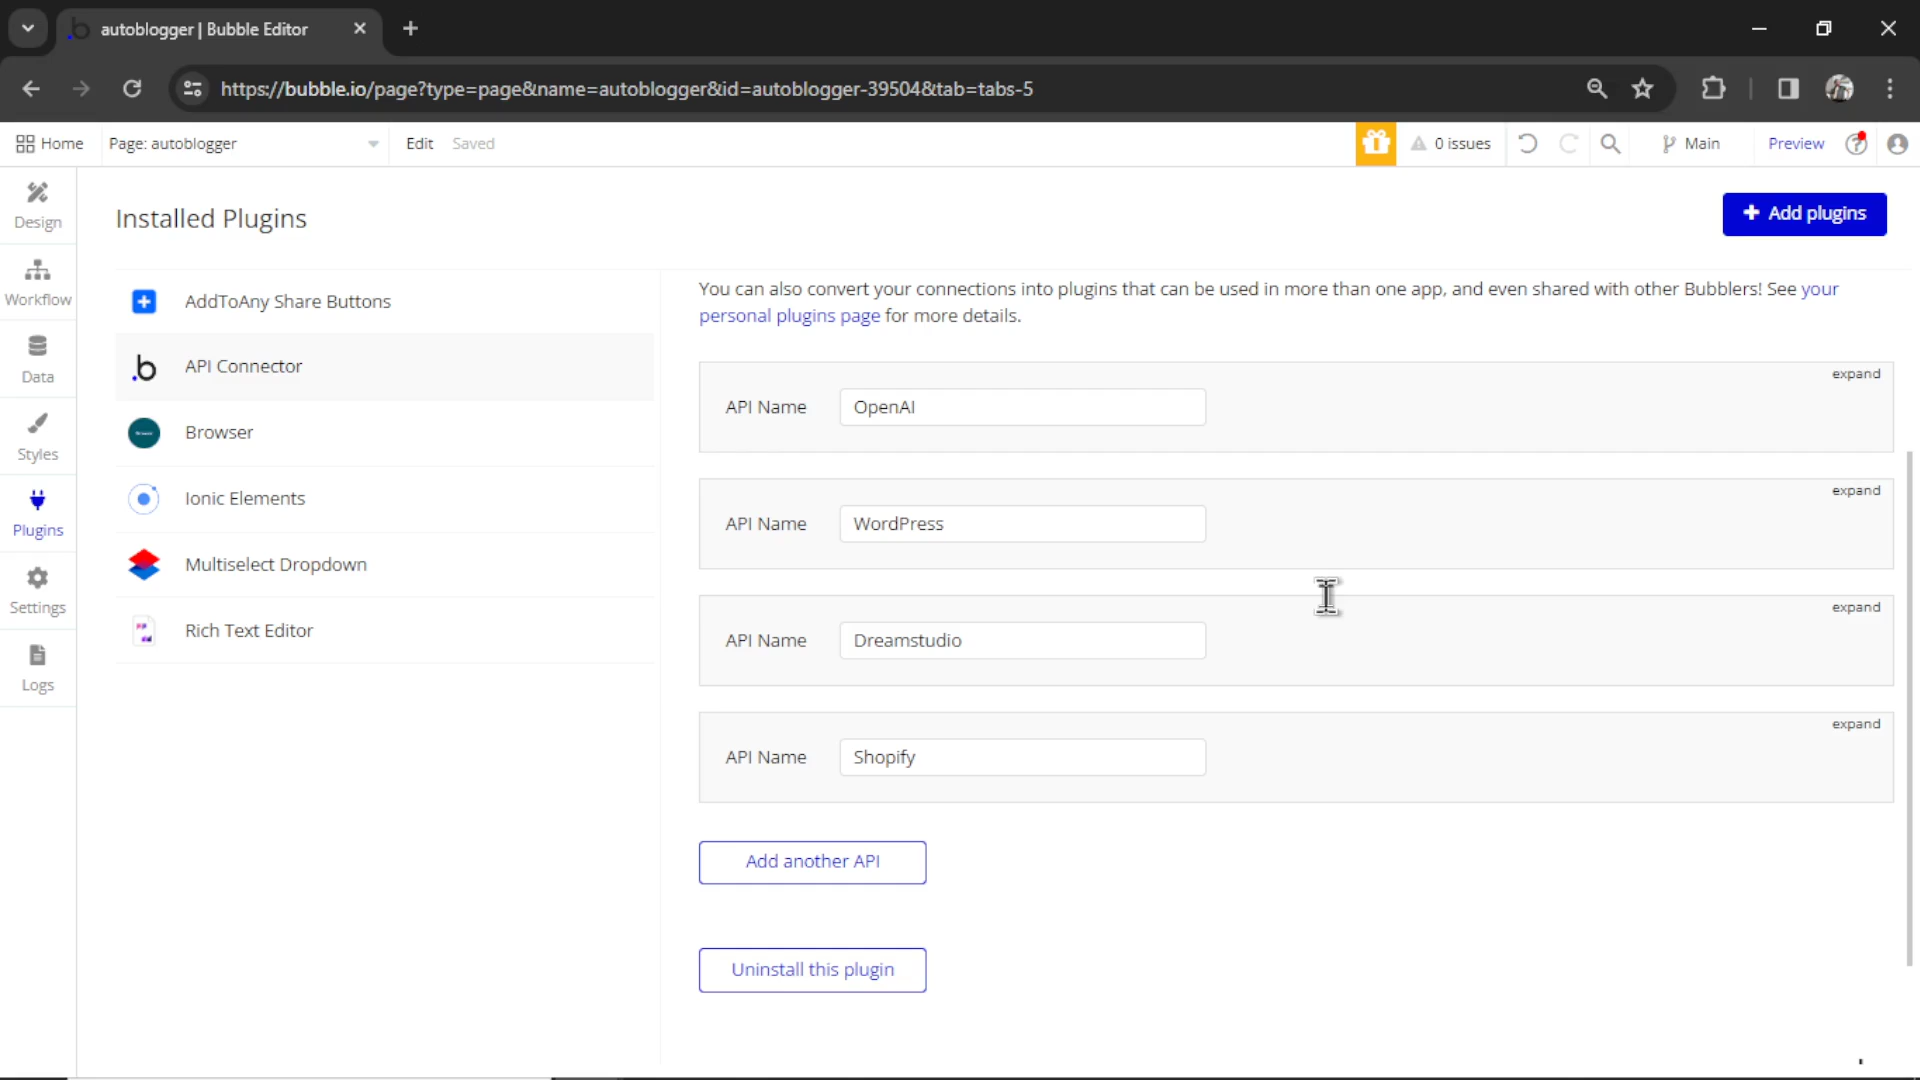 autoblogger | Bubble Editor
https://bubble.io/page?type=page&name=autoblogger&id=autoblogger-39504&tab=tabs-5
Home
Page: autoblogger
Edit
Saved
0 issues
Main
Preview
Design
Workflow
Data
Styles
Plugins
Settings
Logs
Installed Plugins
+ Add plugins
AddToAny Share Buttons
API Connector
Browser
Ionic Elements
Multiselect Dropdown
Rich Text Editor
You can also convert your connections into plugins that can be used in more than one app, and even shared with other Bubblers! See your
personal plugins page for more details.
expand
API Name OpenAI
expand
API Name WordPress
expand
API Name Dreamstudio
expand
API Name Shopify
Add another API
Uninstall this plugin